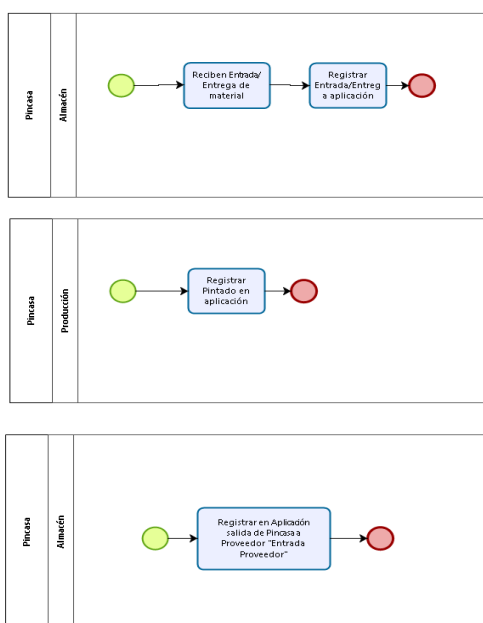 Pincasa
Almacén
Reciben Entrada/
Entrega de
material
Registrar
Entrada/Entreg
a aplicación
Pincasa
Producción
Registrar
Pintado en
aplicación
Pincasa
Almacén
Registrar en Aplicación
salida de Pincasa a
Proveedor "Entrada
Proveedor"